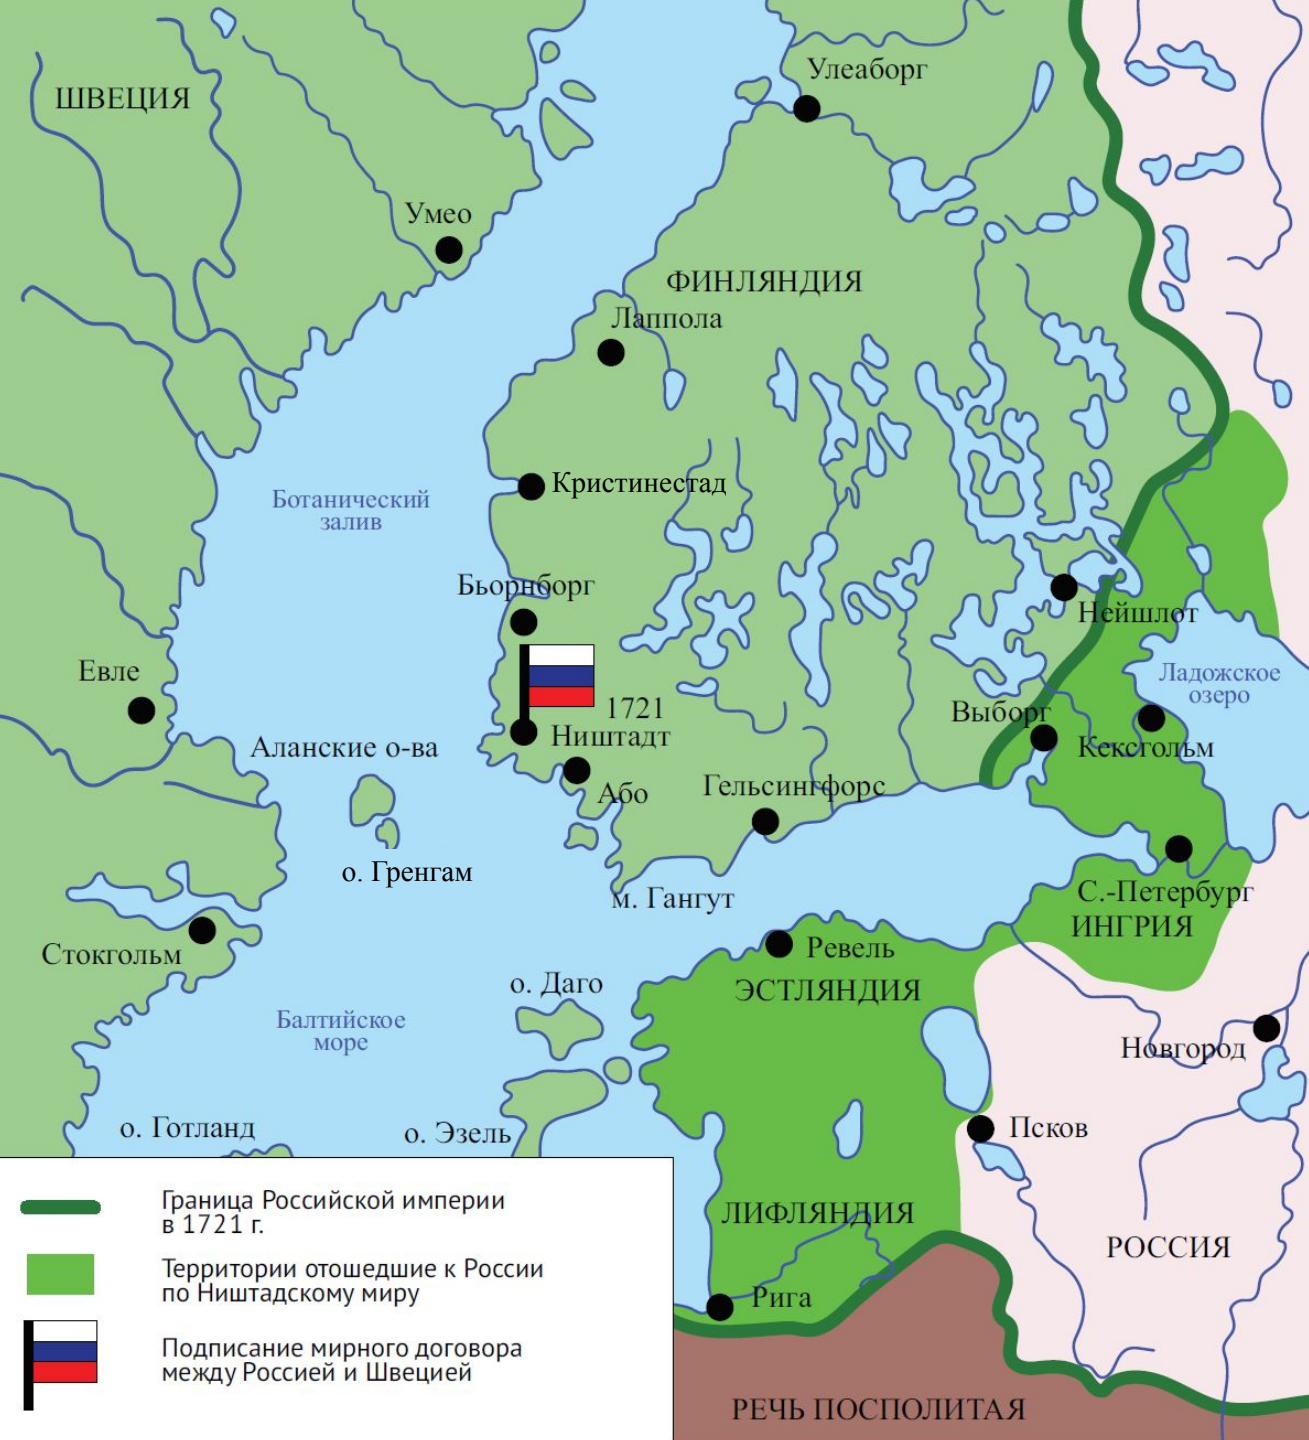 Улеаборг
ШВЕЦИЯ
Умео
ФИНЛЯНДИЯ
Лаппола
Кристинестад
Ботанический
залив
Бьорнборг
Нейшлот
Евле
Ладожское
озеро
1721
Выборг
Ништадт
Аланские о-ва
Кексгольм
Або
Гельсингфорс
о. Гренгам
м. Гангут
С.-Петербург
ИНГРИЯ
Стокгольм
Ревель
о. Даго
ЭСТЛЯНДИЯ
Балтийское
море
Новгород
о. Готланд
о. Эзель
Псков
Граница Российской империи
в 1721 г.
ЛИФЛЯНДИЯ
РОССИЯ
Территории отошедшие к России
по Ништадскому миру
Рига
Подписание мирного договора
между Россией и Швецией
РЕЧЬ ПОСПОЛИТАЯ